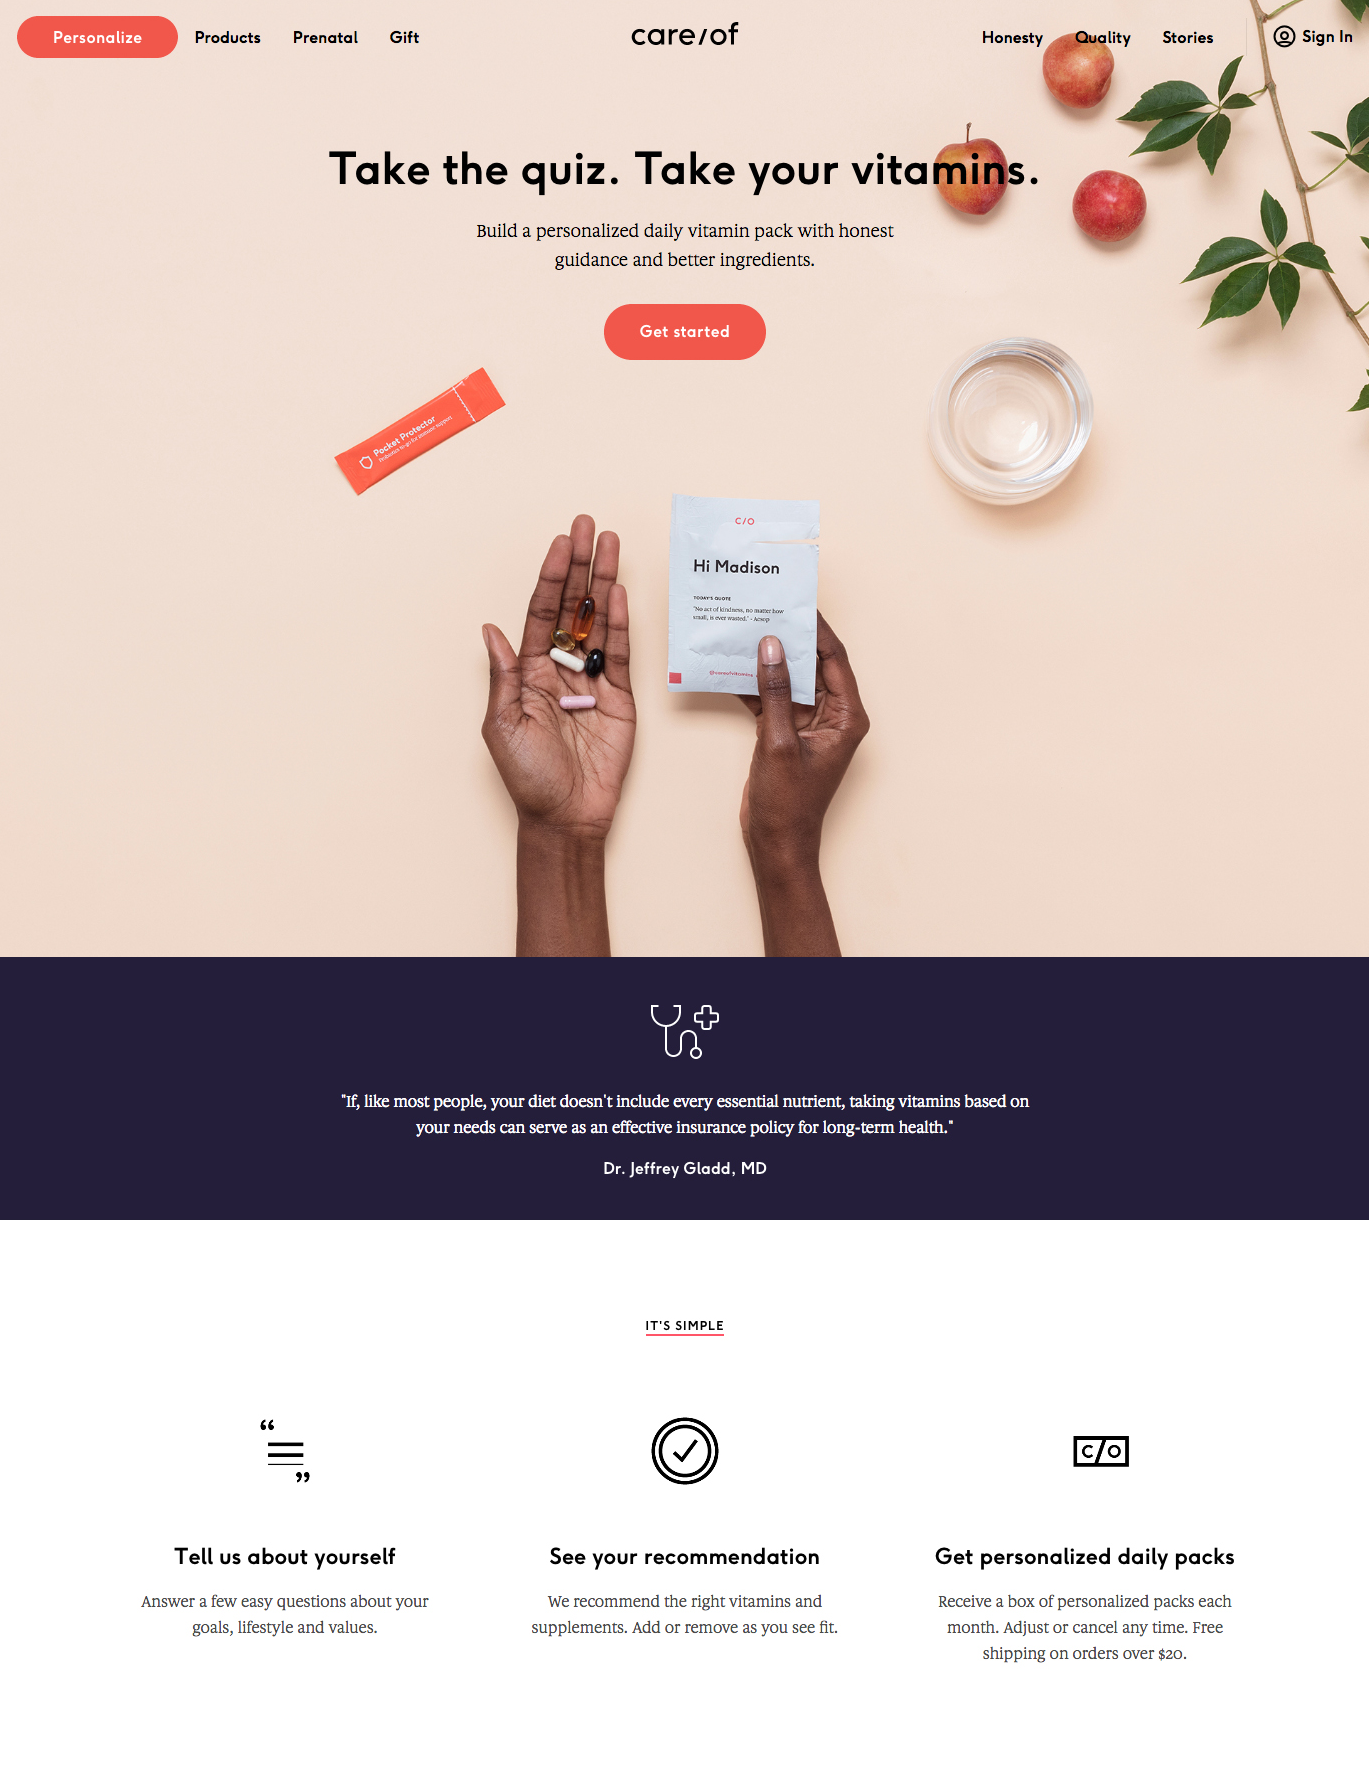 Personalize
Products
Prenatal
Gift
care/of
Honesty
Quality
Stories
Sign In
Take the quiz. Take your vitamins.
Build a personalized daily vitamin pack with honest
guidance and better ingredients.
Get started
Pocket Protector
Probiotics to go for immune support
C/O
Hi Madison
TODAY'S QUOTE
"No act of kindness, no matter how
small, is ever wasted." - Aesop
@careofvitamins
"If, like most people, your diet doesn't include every essential nutrient, taking vitamins based on
your needs can serve as an effective insurance policy for long-term health."
Dr. Jeffrey Gladd, MD
IT'S SIMPLE
C/O
Tell us about yourself
Answer a few easy questions about your
goals, lifestyle and values.
See your recommendation
We recommend the right vitamins and
supplements. Add or remove as you see fit.
Get personalized daily packs
Receive a box of personalized packs each
month. Adjust or cancel any time. Free
shipping on orders over $20.